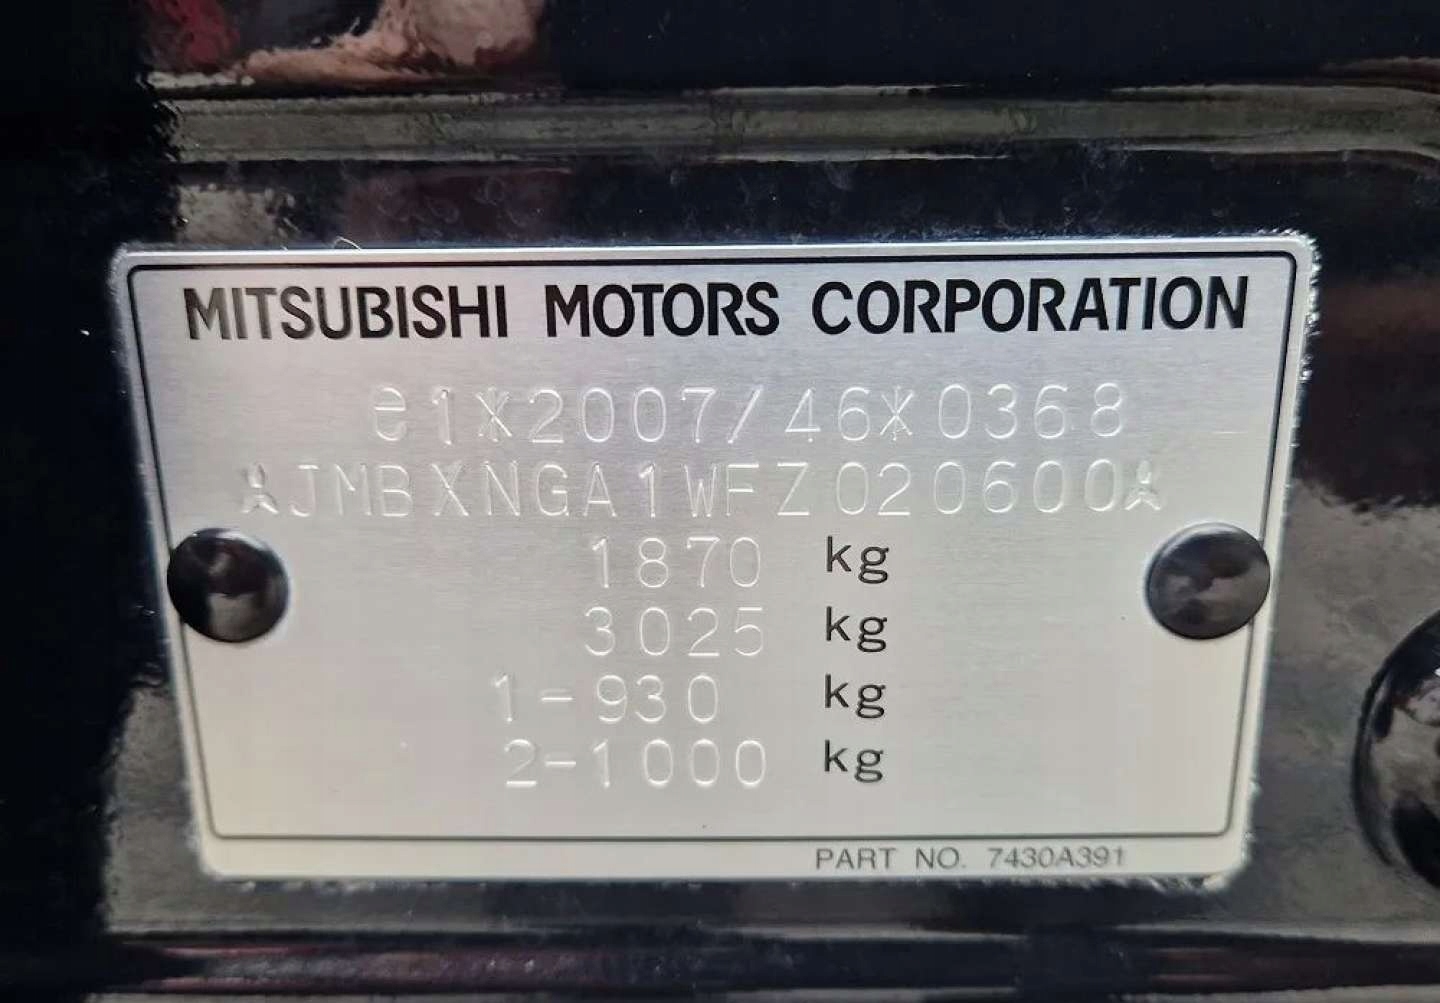 MITSUBISHI MOTORS CORPORATION
e1*2007/46*0368
JMBXNGA1WFZ020600
1870 kg
3025 kg
1-930 kg
2-1000 kg
PART NO. 7430A391